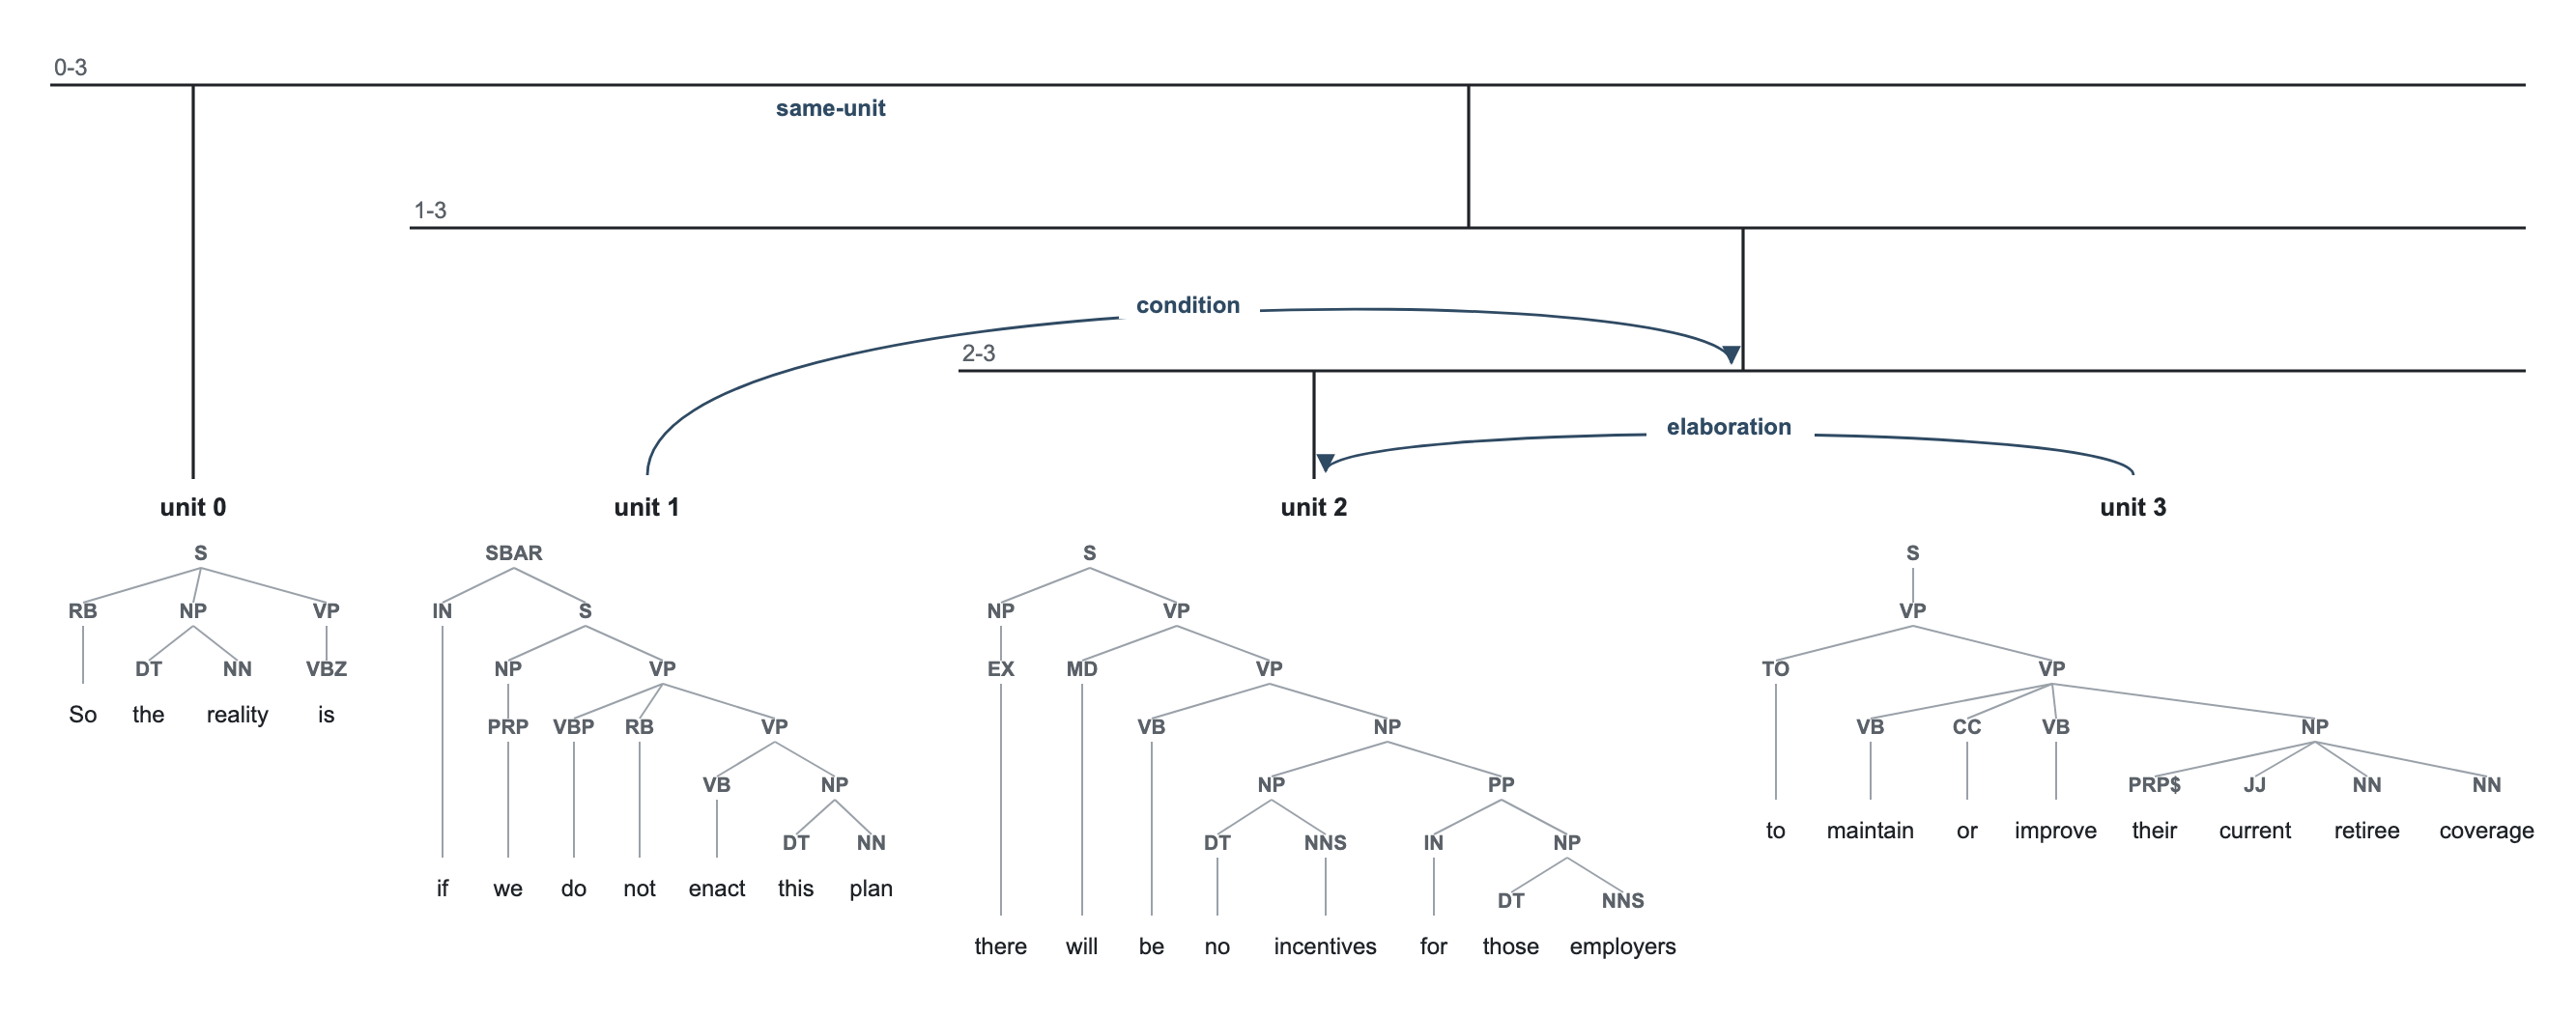 0-3
same-unit
1-3
condition
2-3
elaboration
unit 0 unit 1 unit 2 unit 3
S SBAR S S
RB NP VP IN S NP VP VP
DT NN VBZ NP VP EX MD VP TO VP
So the reality is PRP VBP RB VP VB NP VB CC VB NP
VB NP NP PP PRP$ JJ NN NN
to maintain or improve their current retiree coverage
DT NN DT NNS IN NP
if we do not enact this plan DT NNS
there will be no incentives for those employers